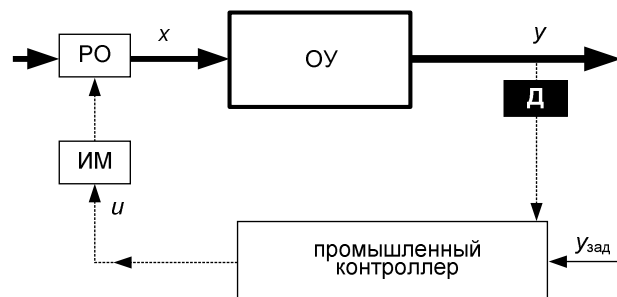 x
y
РО
ОУ
Д
ИМ
u
промышленный
контроллер
yзад